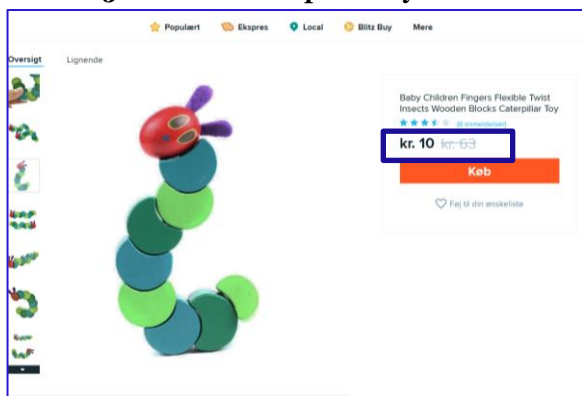 Populært Ekspres Local Blitz Buy Mere
Oversigt Lignende
Baby Children Fingers Flexible Twist
Insects Wooden Blocks Caterpillar Toy
kr. 10 kr. 63
Køb
Føj til din ønskeliste